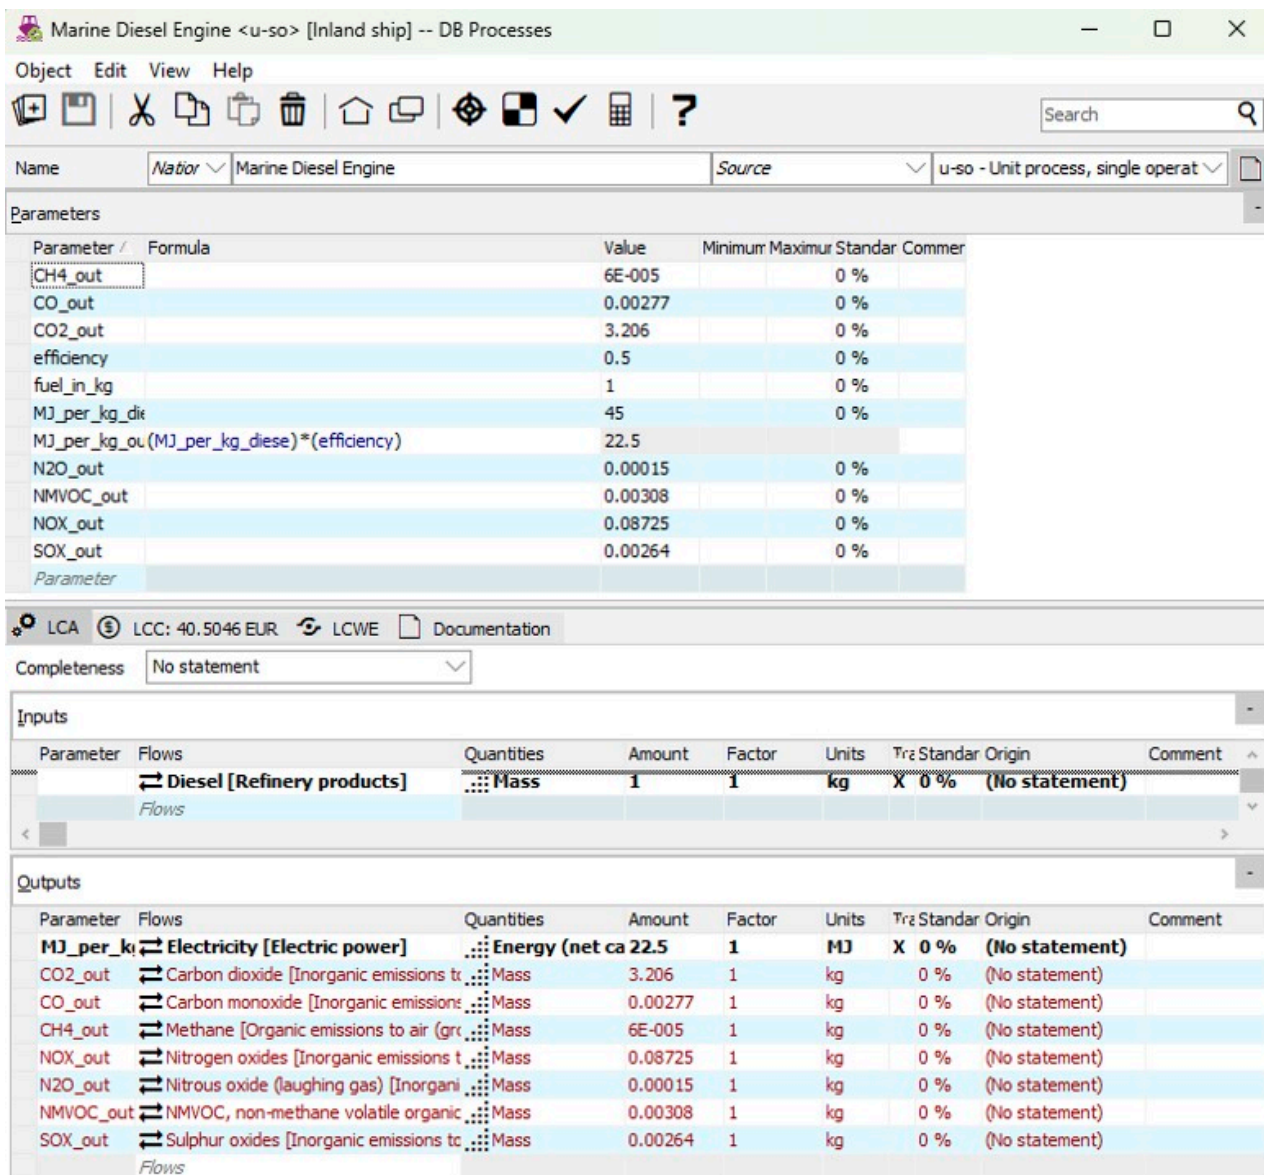 Marine Diesel Engine <u-so> [Inland ship] -- DB Processes
Object Edit View Help
Search
Name Natior Marine Diesel Engine Source u-so - Unit process, single operat
Parameters
Parameter Formula Value Minimum Maximur Standar Commer
CH4_out 6E-005 0 %
CO_out 0.00277 0 %
CO2_out 3.206 0 %
efficiency 0.5 0 %
fuel_in_kg 1 0 %
MJ_per_kg_die 45 0 %
MJ_per_kg_ou (MJ_per_kg_diese)*(efficiency) 22.5
N2O_out 0.00015 0 %
NMVOC_out 0.00308 0 %
NOX_out 0.08725 0 %
SOX_out 0.00264 0 %
Parameter
LCA LCC: 40.5046 EUR LCWE Documentation
Completeness No statement
Inputs
Parameter Flows Quantities Amount Factor Units Tra Standar Origin Comment
Diesel [Refinery products] Mass 1 1 kg X 0 % (No statement)
Flows
Outputs
Parameter Flows Quantities Amount Factor Units Tra Standar Origin Comment
MJ_per_k Electricity [Electric power] Energy (net ca 22.5 1 MJ X 0 % (No statement)
CO2_out Carbon dioxide [Inorganic emissions to Mass 3.206 1 kg 0 % (No statement)
CO_out Carbon monoxide [Inorganic emissions Mass 0.00277 1 kg 0 % (No statement)
CH4_out Methane [Organic emissions to air (gro Mass 6E-005 1 kg 0 % (No statement)
NOX_out Nitrogen oxides [Inorganic emissions t Mass 0.08725 1 kg 0 % (No statement)
N2O_out Nitrous oxide (laughing gas) [Inorgani Mass 0.00015 1 kg 0 % (No statement)
NMVOC_out NMVOC, non-methane volatile organic Mass 0.00308 1 kg 0 % (No statement)
SOX_out Sulphur oxides [Inorganic emissions to Mass 0.00264 1 kg 0 % (No statement)
Flows